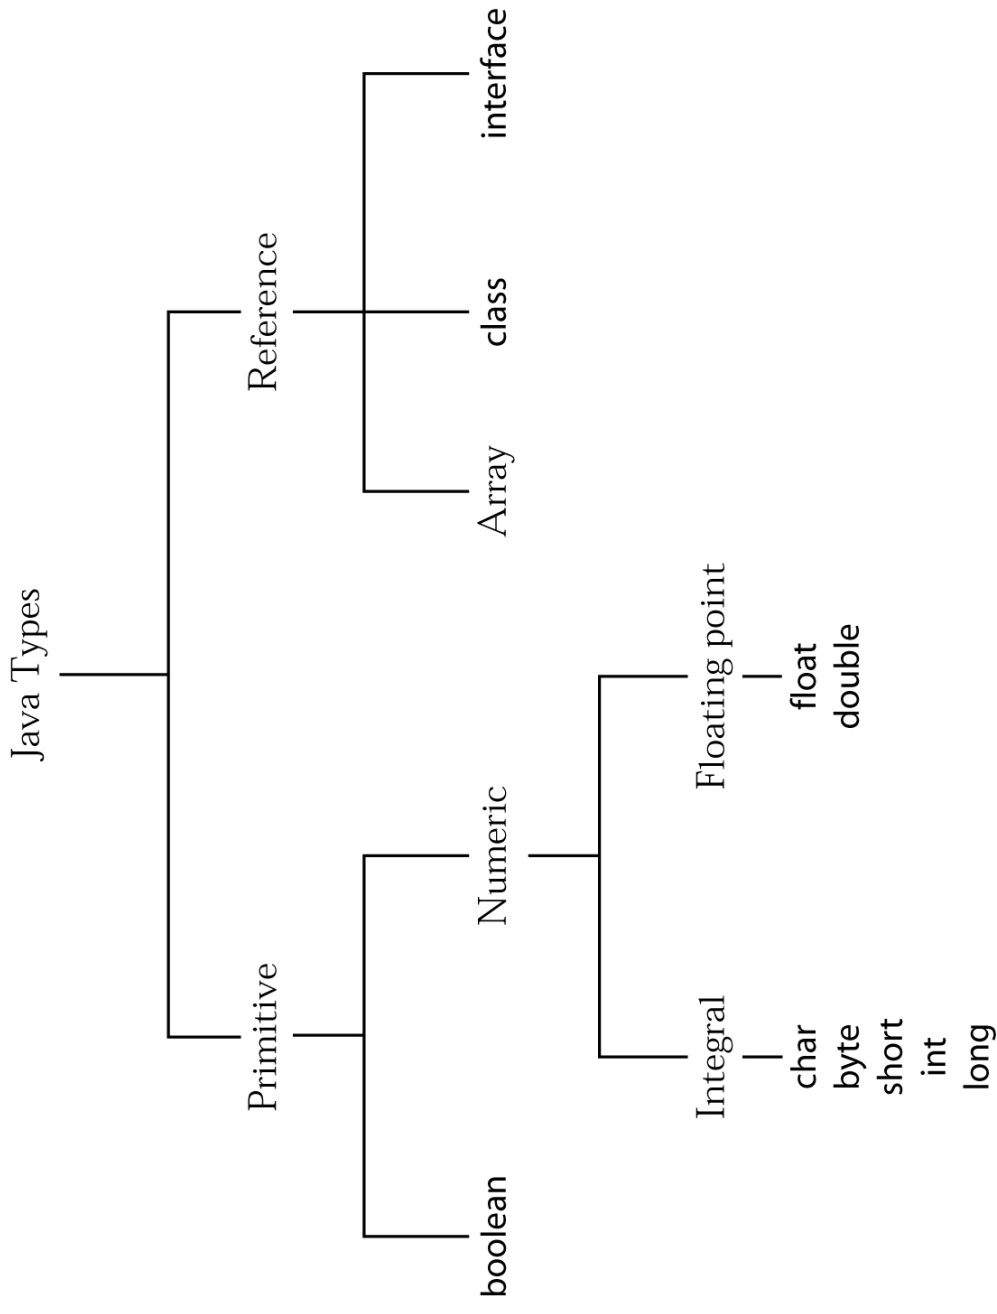 Java Types
Primitive
Reference
boolean
Numeric
Array
class
interface
Integral
Floating point
char
byte
short
int
long
float
double